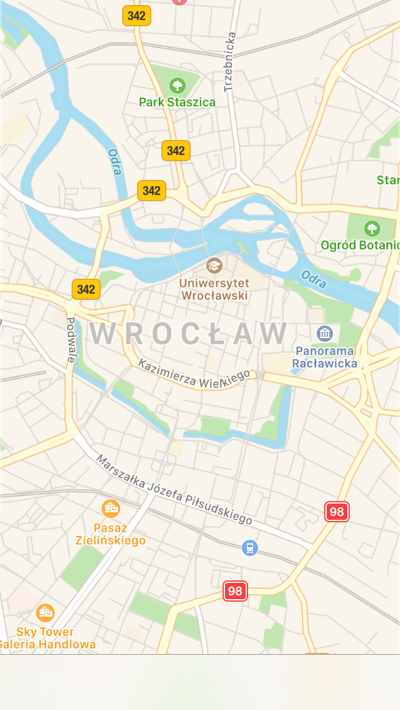 342
Trzebnicka
Park Staszica
342
Odra
342
Star
Ogród Botanic
Uniwersytet
Wrocławski
Odra
342
Podwale
WROCŁAW
Panorama
Racławicka
Kazimierza Wielkiego
Marszałka Józefa Piłsudskiego
98
Pasaż
Zielińskiego
98
Sky Tower
Galeria Handlowa